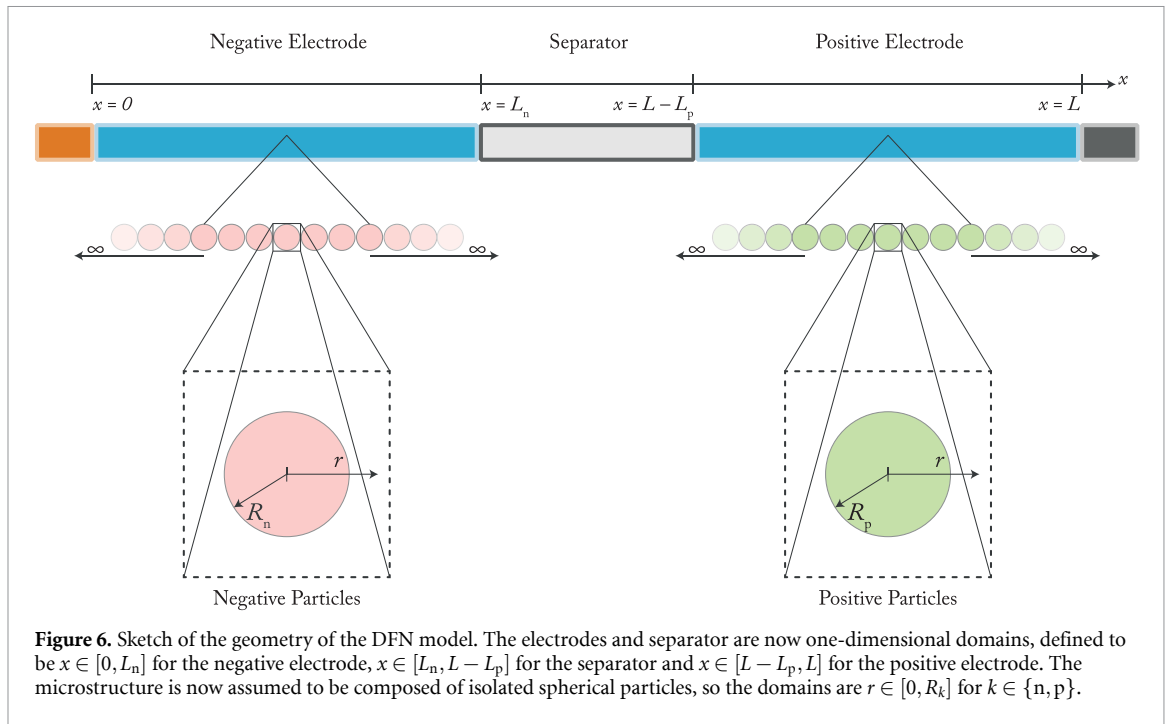 Negative Electrode Separator Positive Electrode
x
x = 0 x = Lₙ x = L − Lₚ x = L
∞ ∞ ∞ ∞
r r
Rₙ Rₚ
Negative Particles Positive Particles
Figure 6. Sketch of the geometry of the DFN model. The electrodes and separator are now one-dimensional domains, defined to
be x ∈ [0, Lₙ] for the negative electrode, x ∈ [Lₙ, L − Lₚ] for the separator and x ∈ [L − Lₚ, L] for the positive electrode. The
microstructure is now assumed to be composed of isolated spherical particles, so the domains are r ∈ [0, Rₖ] for k ∈ {n, p}.